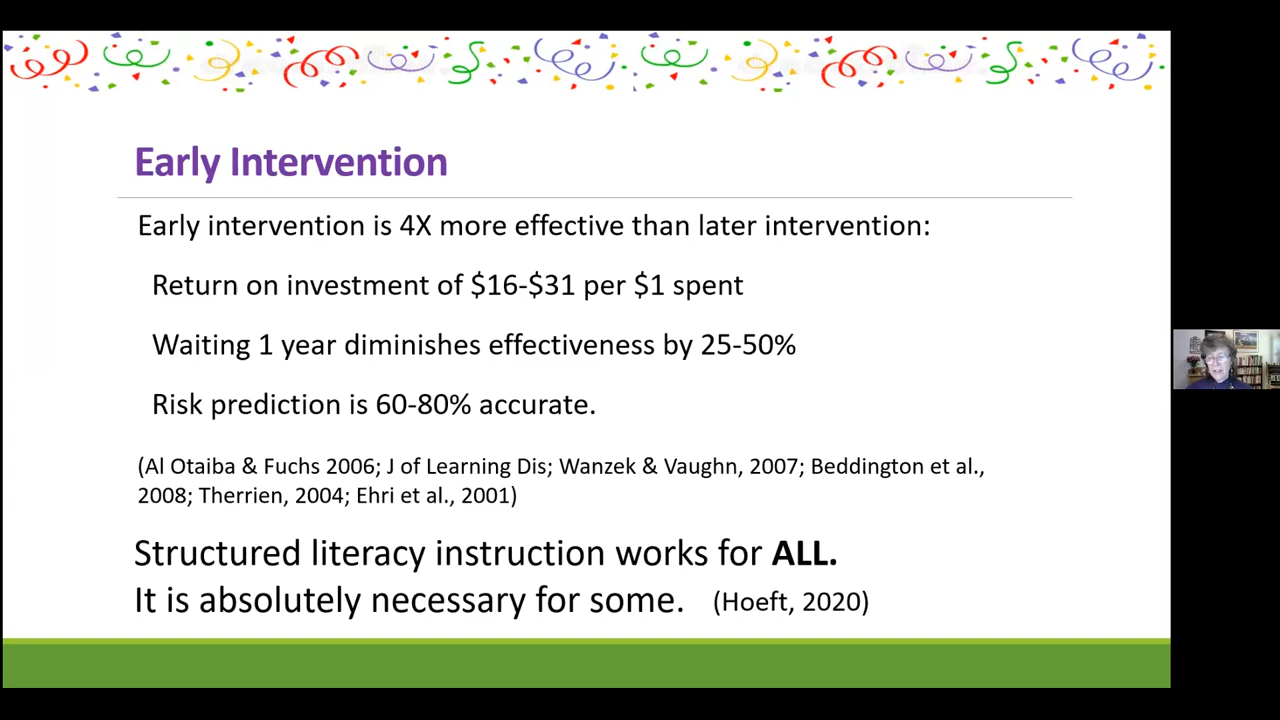 Early Intervention
Early intervention is 4X more effective than later intervention:
Return on investment of $16-$31 per $1 spent
Waiting 1 year diminishes effectiveness by 25-50%
Risk prediction is 60-80% accurate.
(Al Otaiba & Fuchs 2006; J of Learning Dis; Wanzek & Vaughn, 2007; Beddington et al.,
2008; Therrien, 2004; Ehri et al., 2001)
Structured literacy instruction works for ALL.
It is absolutely necessary for some. (Hoeft, 2020)